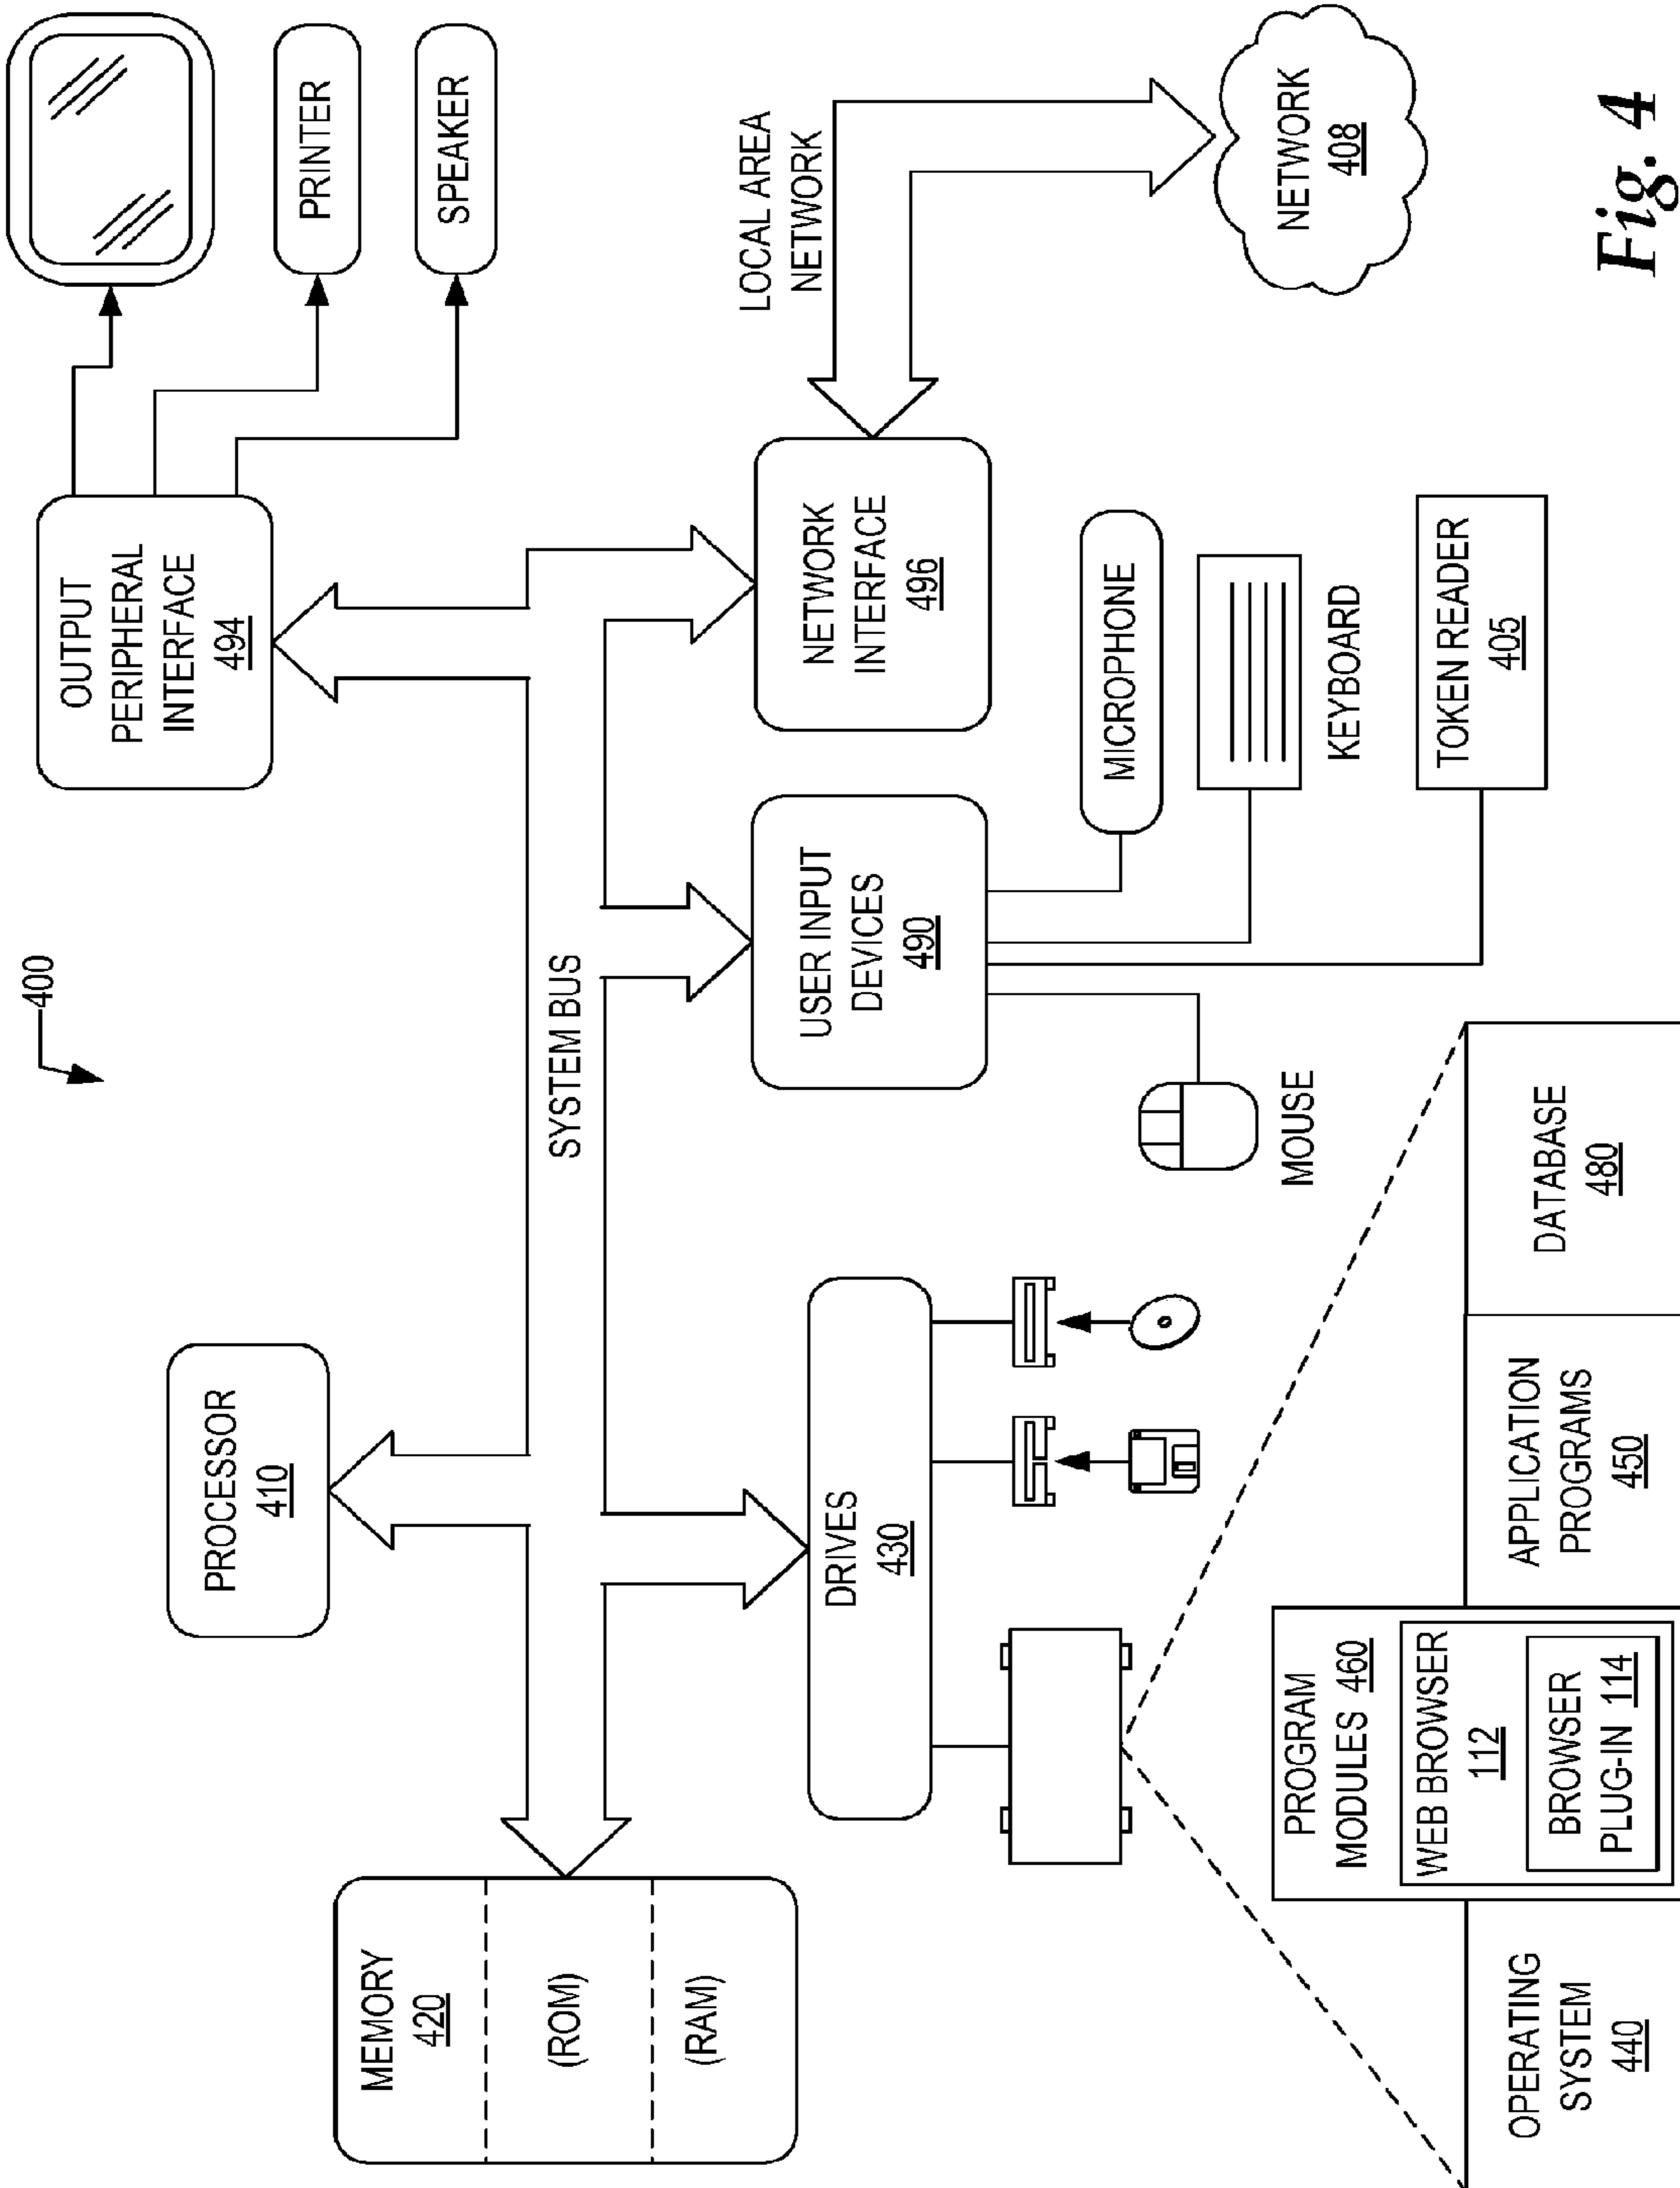 400
PROCESSOR
410
OUTPUT
PERIPHERAL
INTERFACE
494
PRINTER
SPEAKER
MEMORY
420
(ROM)
(RAM)
SYSTEM BUS
LOCAL AREA
NETWORK
DRIVES
430
USER INPUT
DEVICES
490
NETWORK
INTERFACE
496
MICROPHONE
MOUSE
KEYBOARD
NETWORK
408
TOKEN READER
405
OPERATING
SYSTEM
440
PROGRAM
MODULES 460
WEB BROWSER
112
BROWSER
PLUG-IN 114
APPLICATION
PROGRAMS
450
DATABASE
480
Fig. 4